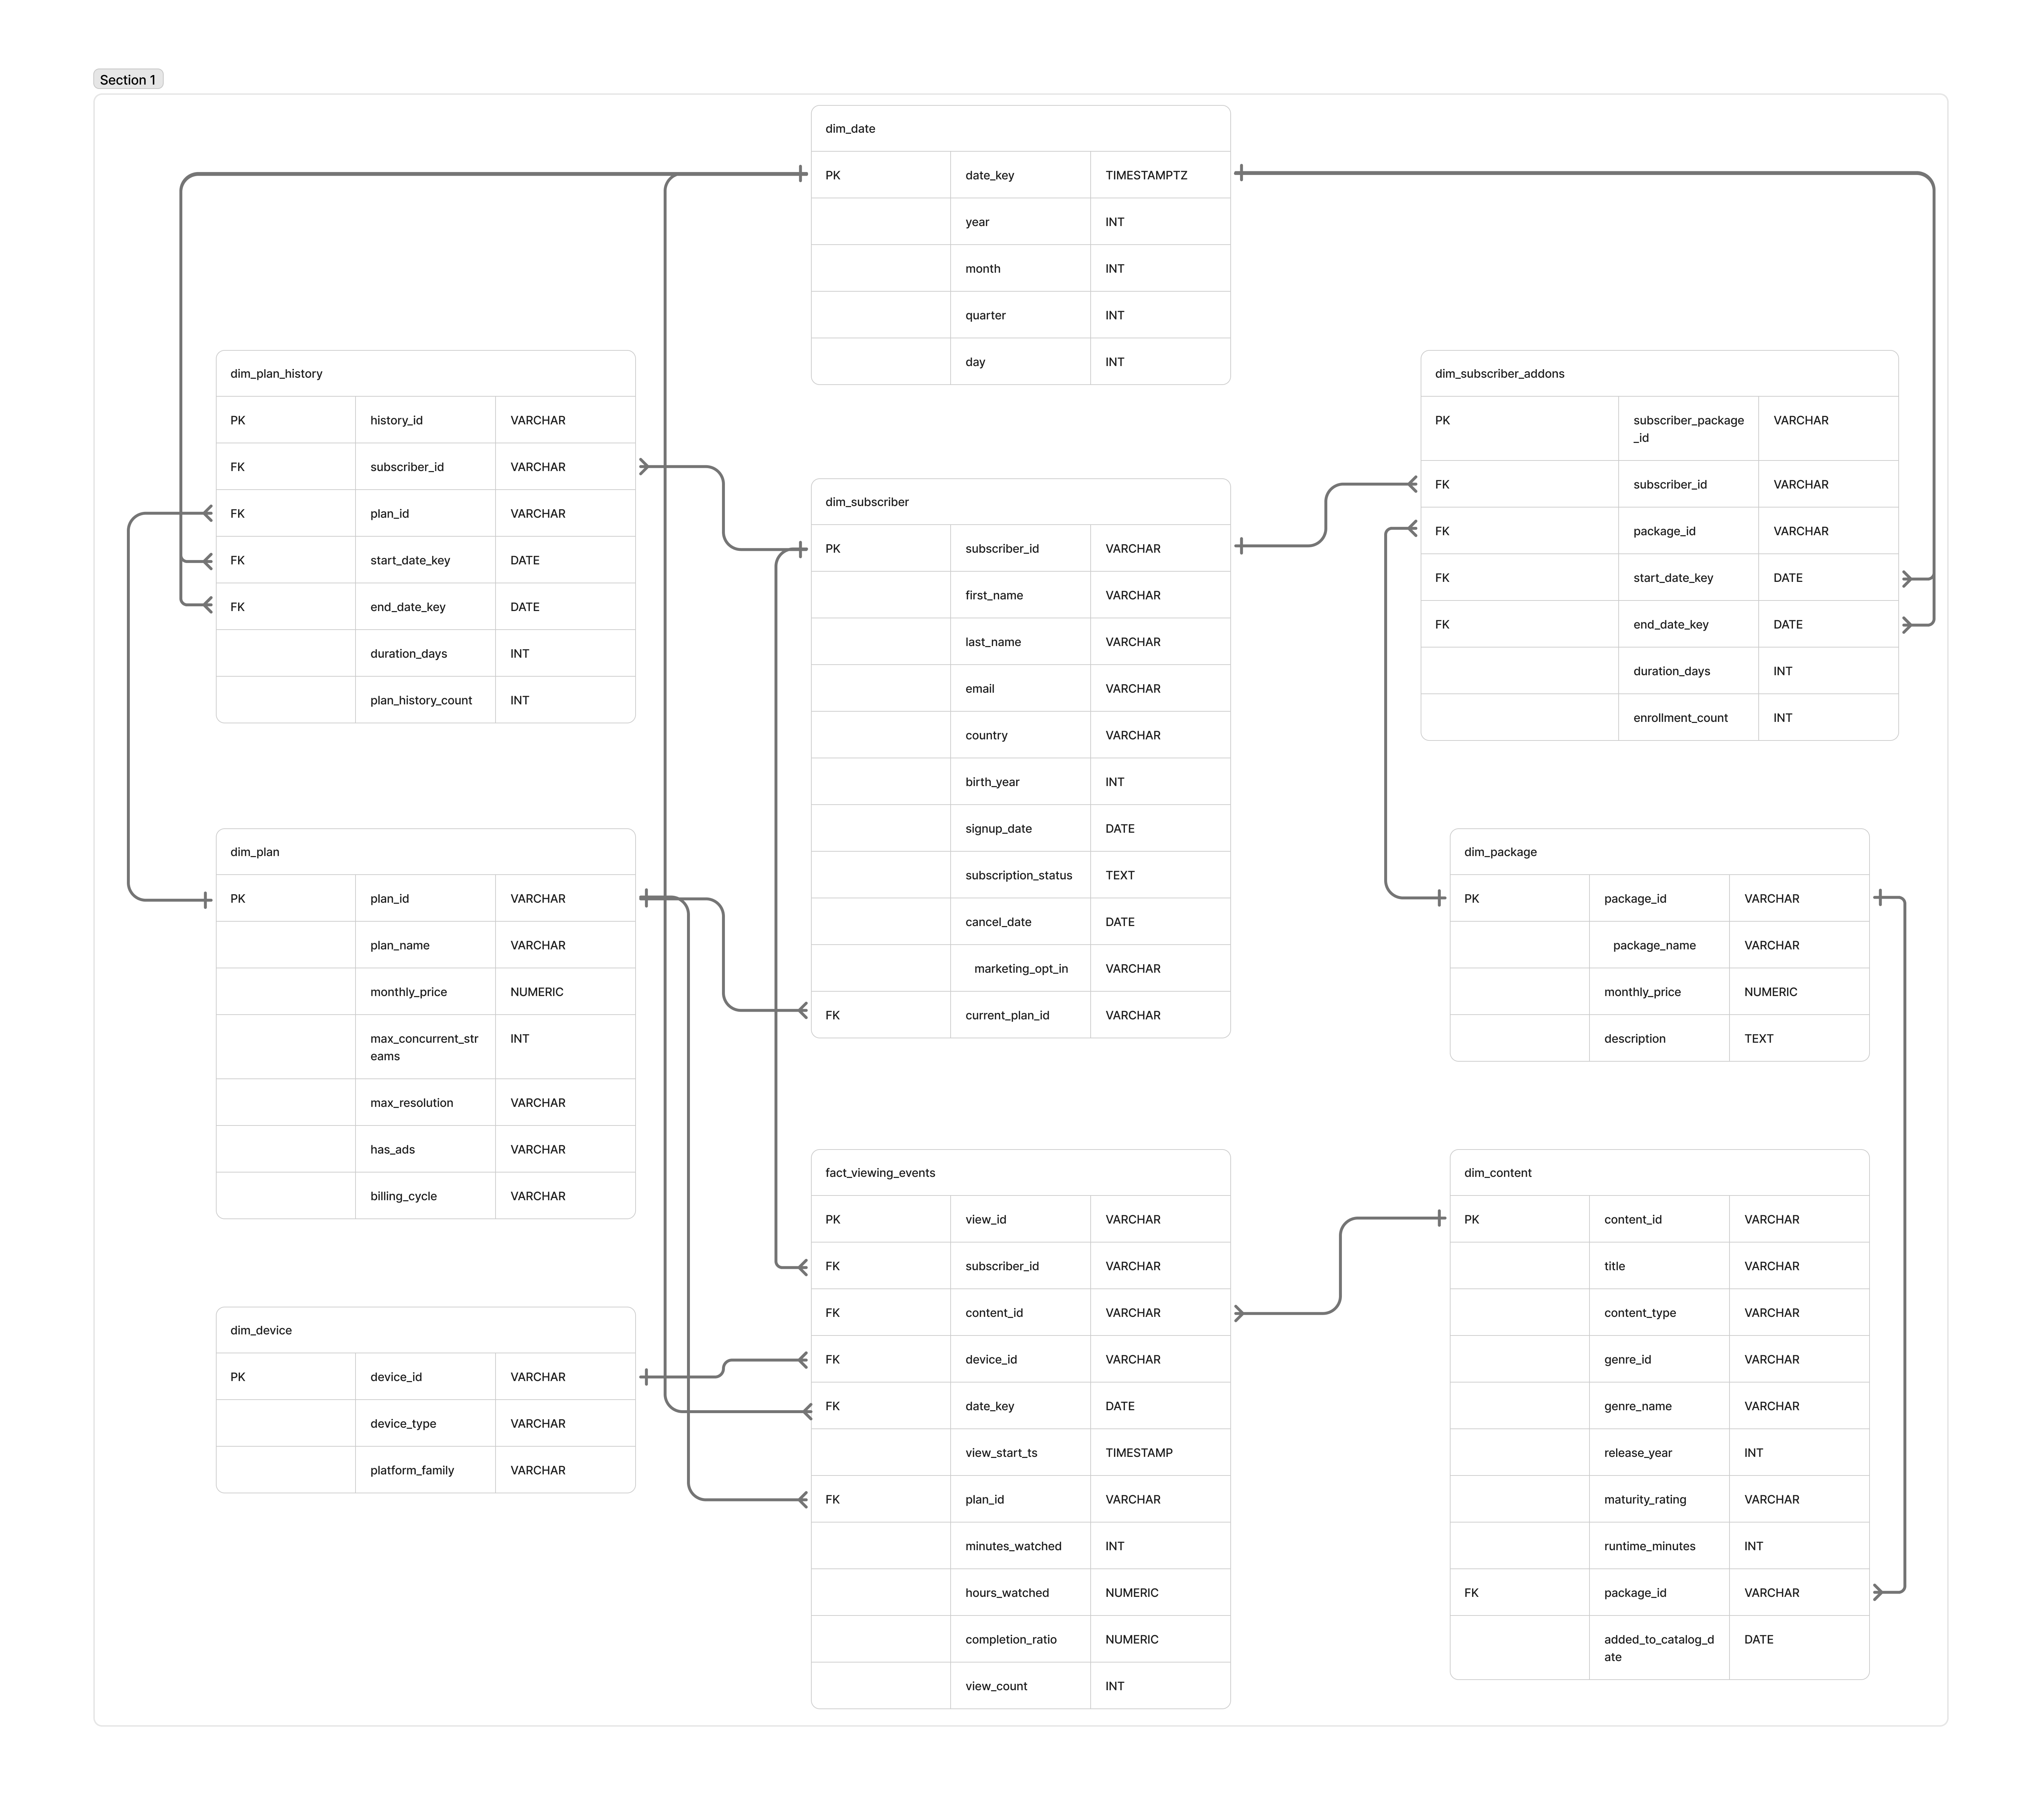 Section 1
dim_date
PK date_key TIMESTAMPTZ
year INT
month INT
quarter INT
day INT
dim_plan_history
PK history_id VARCHAR
FK subscriber_id VARCHAR
FK plan_id VARCHAR
FK start_date_key DATE
FK end_date_key DATE
duration_days INT
plan_history_count INT
dim_subscriber_addons
PK subscriber_package VARCHAR
_id
FK subscriber_id VARCHAR
FK package_id VARCHAR
FK start_date_key DATE
FK end_date_key DATE
duration_days INT
enrollment_count INT
dim_subscriber
PK subscriber_id VARCHAR
first_name VARCHAR
last_name VARCHAR
email VARCHAR
country VARCHAR
birth_year INT
signup_date DATE
subscription_status TEXT
cancel_date DATE
marketing_opt_in VARCHAR
FK current_plan_id VARCHAR
dim_plan
PK plan_id VARCHAR
plan_name VARCHAR
monthly_price NUMERIC
max_concurrent_str INT
eams
max_resolution VARCHAR
has_ads VARCHAR
billing_cycle VARCHAR
dim_package
PK package_id VARCHAR
package_name VARCHAR
monthly_price NUMERIC
description TEXT
dim_device
PK device_id VARCHAR
device_type VARCHAR
platform_family VARCHAR
fact_viewing_events
PK view_id VARCHAR
FK subscriber_id VARCHAR
FK content_id VARCHAR
FK device_id VARCHAR
FK date_key DATE
view_start_ts TIMESTAMP
FK plan_id VARCHAR
minutes_watched INT
hours_watched NUMERIC
completion_ratio NUMERIC
view_count INT
dim_content
PK content_id VARCHAR
title VARCHAR
content_type VARCHAR
genre_id VARCHAR
genre_name VARCHAR
release_year INT
maturity_rating VARCHAR
runtime_minutes INT
FK package_id VARCHAR
added_to_catalog_d DATE
ate